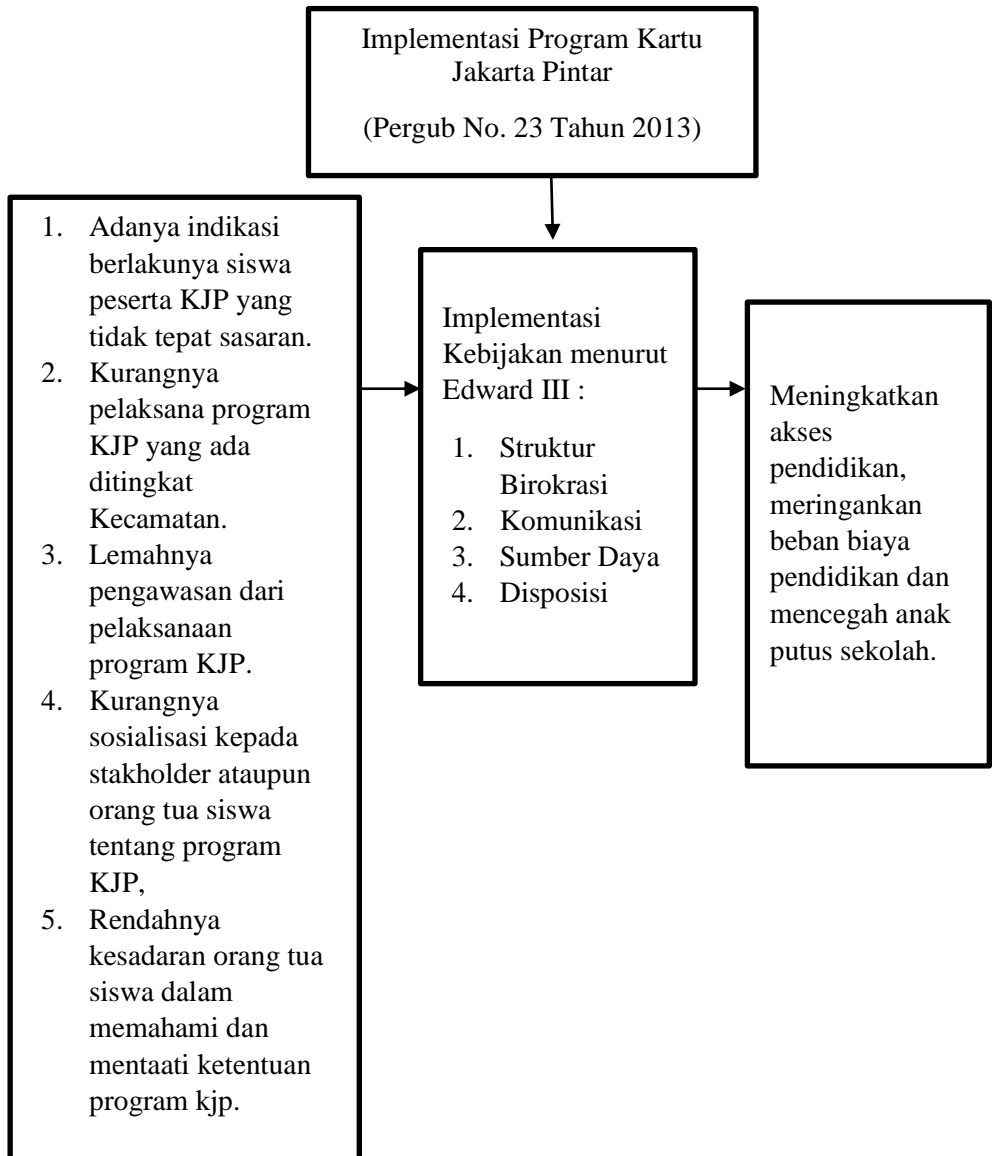 Implementasi Program Kartu
Jakarta Pintar
(Pergub No. 23 Tahun 2013)
1. Adanya indikasi
berlakunya siswa
peserta KJP yang
tidak tepat sasaran.
2. Kurangnya
pelaksana program
KJP yang ada
ditingkat
Kecamatan.
3. Lemahnya
pengawasan dari
pelaksanaan
program KJP.
4. Kurangnya
sosialisasi kepada
stakholder ataupun
orang tua siswa
tentang program
KJP,
5. Rendahnya
kesadaran orang tua
siswa dalam
memahami dan
mentaati ketentuan
program kjp.
Implementasi
Kebijakan menurut
Edward III :
1. Struktur
Birokrasi
2. Komunikasi
3. Sumber Daya
4. Disposisi
Meningkatkan
akses
pendidikan,
meringankan
beban biaya
pendidikan dan
mencegah anak
putus sekolah.